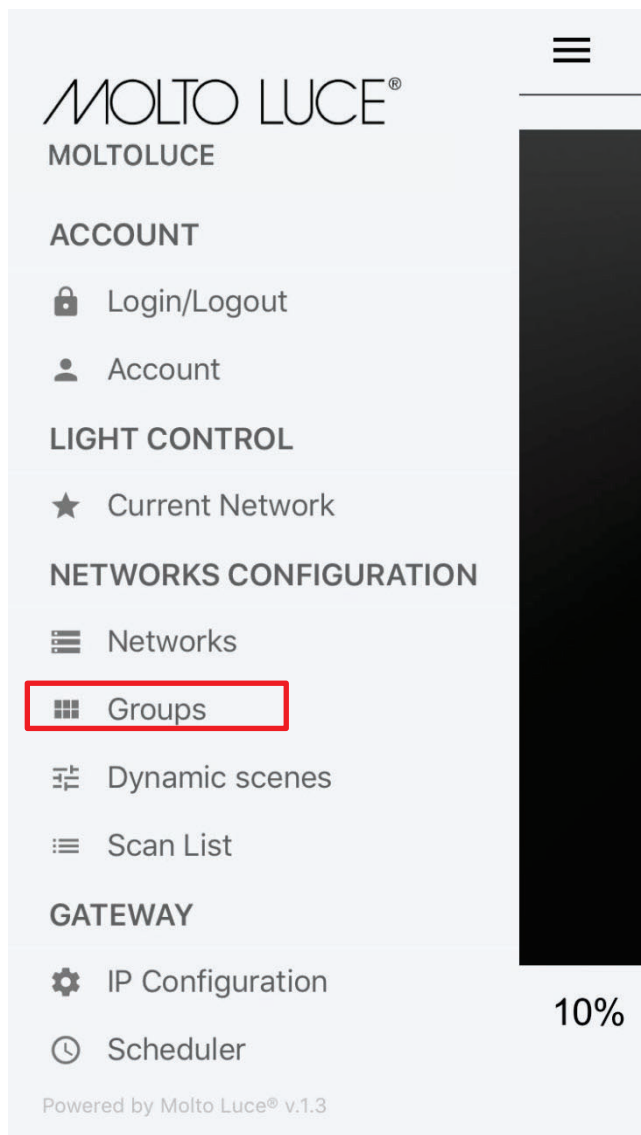 MOLTO LUCE®
MOLTOLUCE
ACCOUNT
Login/Logout
Account
LIGHT CONTROL
Current Network
NETWORKS CONFIGURATION
Networks
Groups
Dynamic scenes
Scan List
GATEWAY
IP Configuration
10%
Scheduler
Powered by Molto Luce® v.1.3